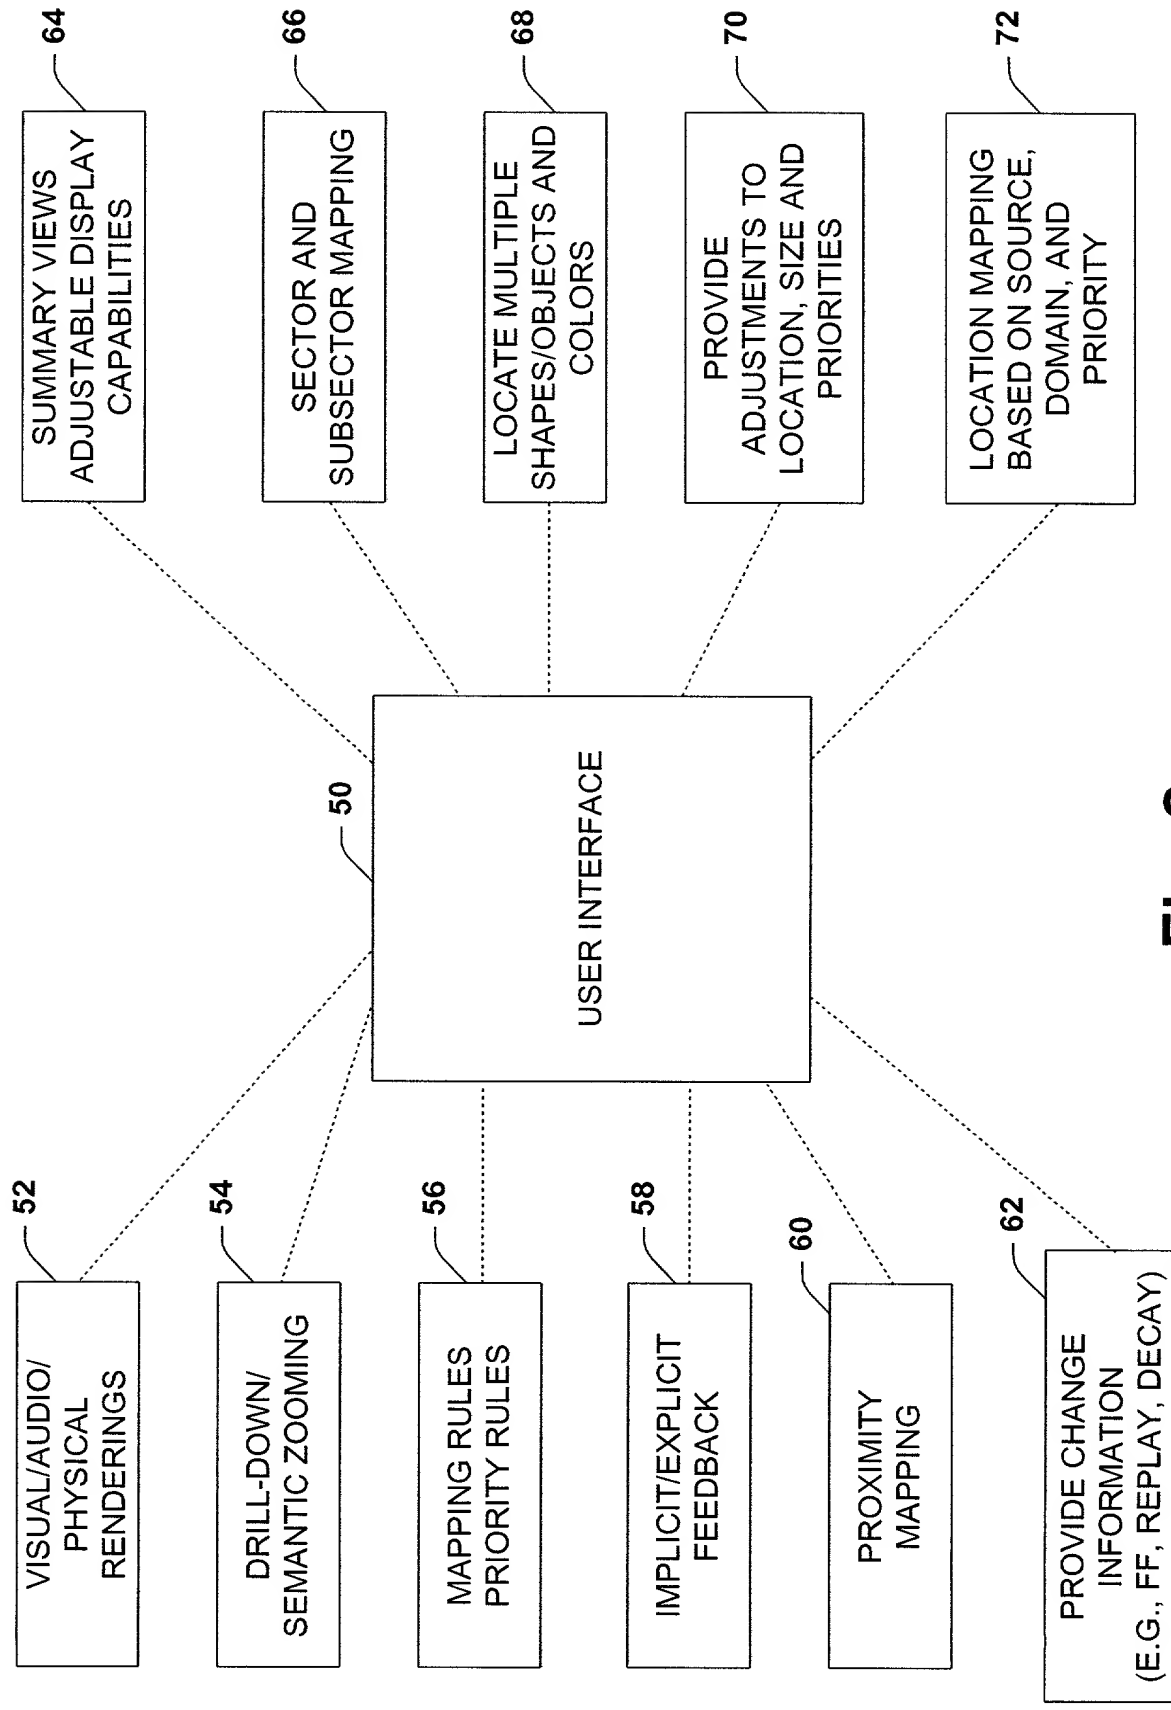 52
VISUAL/AUDIO/
PHYSICAL
RENDERINGS
54
DRILL-DOWN/
SEMANTIC ZOOMING
56
MAPPING RULES
PRIORITY RULES
58
IMPLICIT/EXPLICIT
FEEDBACK
60
PROXIMITY
MAPPING
62
PROVIDE CHANGE
INFORMATION
(E.G., FF, REPLAY, DECAY)
50
USER INTERFACE
64
SUMMARY VIEWS
ADJUSTABLE DISPLAY
CAPABILITIES
66
SECTOR AND
SUBSECTOR MAPPING
68
LOCATE MULTIPLE
SHAPES/OBJECTS AND
COLORS
70
PROVIDE
ADJUSTMENTS TO
LOCATION, SIZE AND
PRIORITIES
72
LOCATION MAPPING
BASED ON SOURCE,
DOMAIN, AND
PRIORITY